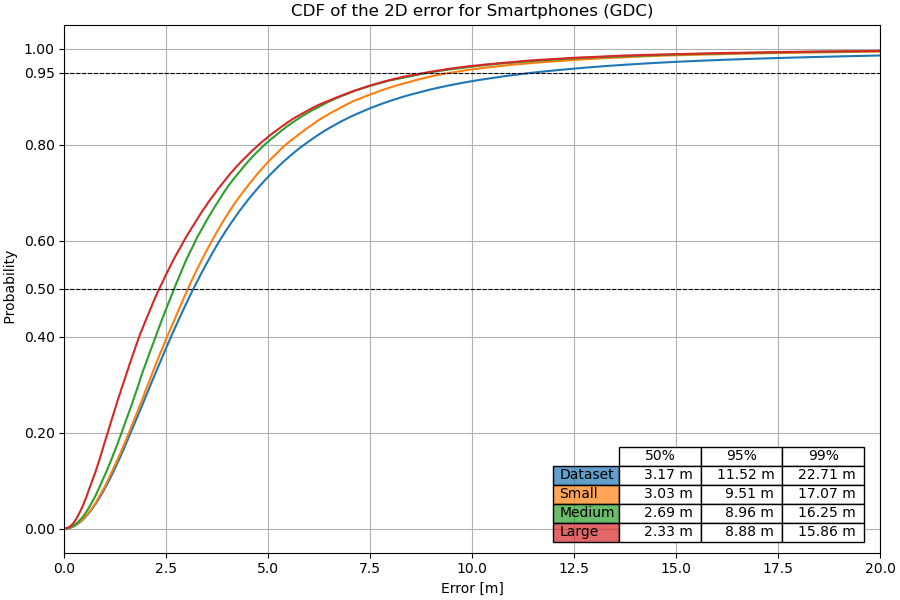 CDF of the 2D error for Smartphones (GDC)
1.00
0.95
0.80
0.60
0.50
0.40
0.20
0.00
Probability
50% 95% 99%
Dataset 3.17 m 11.52 m 22.71 m
Small 3.03 m 9.51 m 17.07 m
Medium 2.69 m 8.96 m 16.25 m
Large 2.33 m 8.88 m 15.86 m
0.0 2.5 5.0 7.5 10.0 12.5 15.0 17.5 20.0
Error [m]